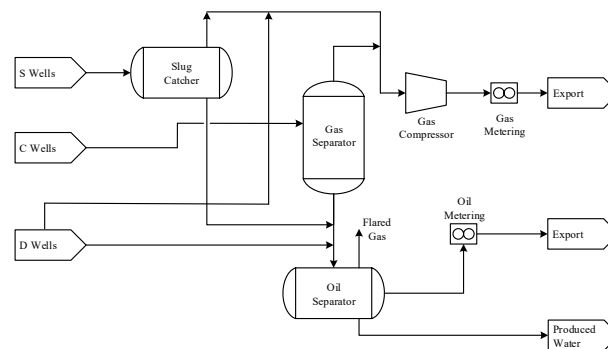 S Wells
Slug
Catcher
C Wells
Gas
Separator
Gas
Compressor
Gas
Metering
Export
D Wells
Flared
Gas
Oil
Metering
Export
Oil
Separator
Produced
Water